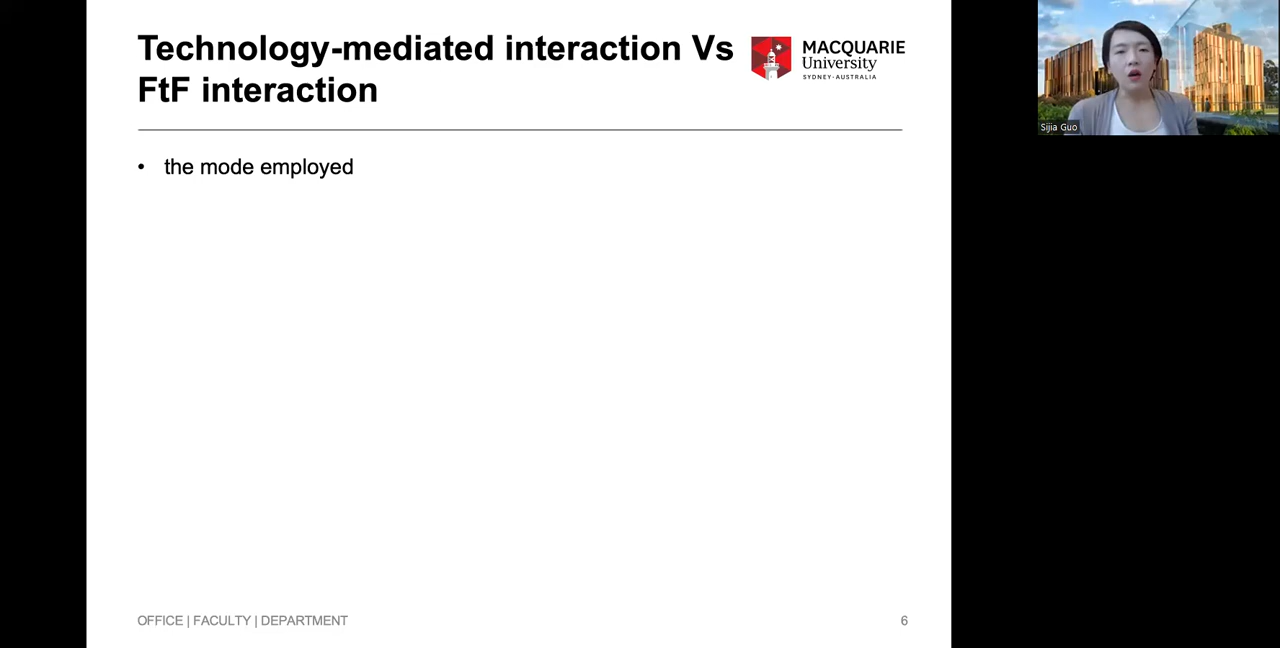 Technology-mediated interaction Vs
FtF interaction
MACQUARIE
University
SYDNEY·AUSTRALIA
Sijia Guo
• the mode employed
OFFICE | FACULTY | DEPARTMENT
6